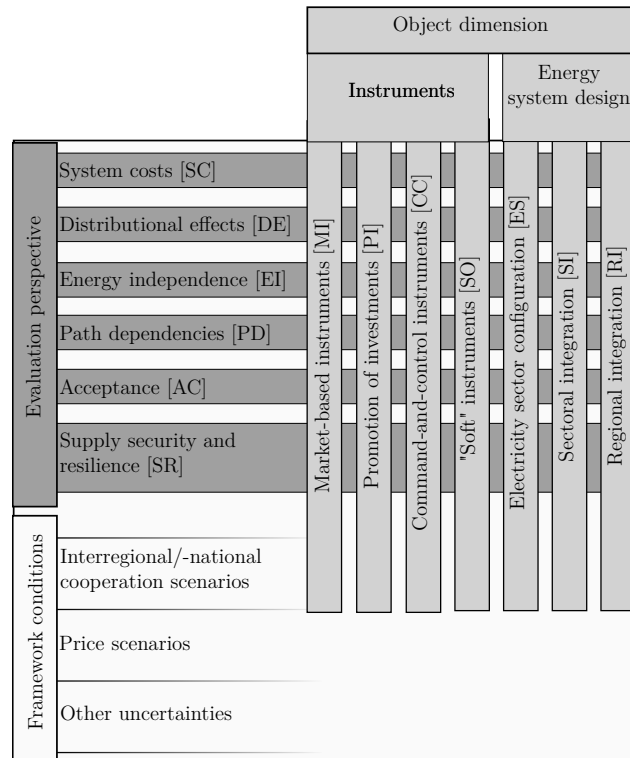 Object dimension
Instruments
Energy
system design
Evaluation perspective
System costs [SC]
Distributional effects [DE]
Energy independence [EI]
Path dependencies [PD]
Acceptance [AC]
Supply security and
resilience [SR]
Market-based instruments [MI]
Promotion of investments [PI]
Command-and-control instruments [CC]
"Soft" instruments [SO]
Electricity sector configuration [ES]
Sectoral integration [SI]
Regional integration [RI]
Framework conditions
Interregional/-national
cooperation scenarios
Price scenarios
Other uncertainties